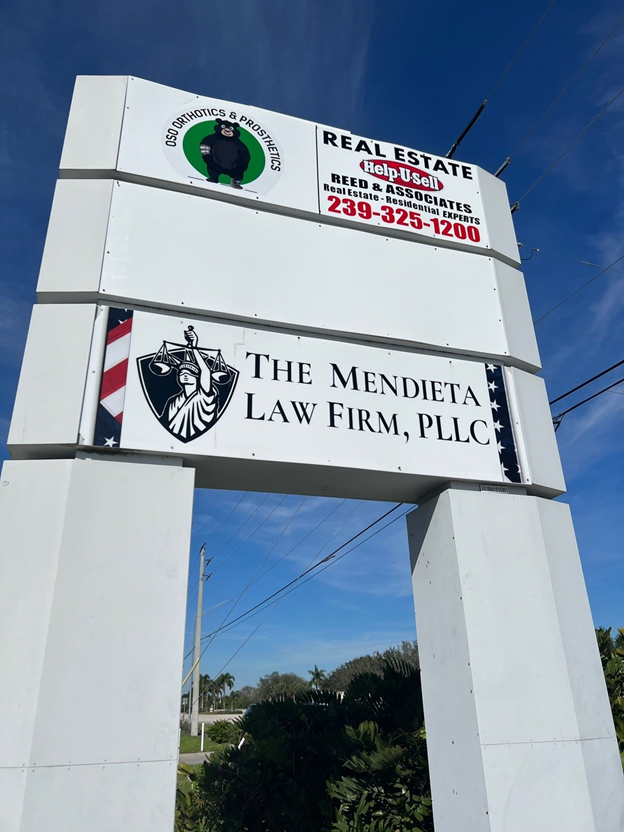 OSO ORTHOTICS & PROSTHETICS
REAL ESTATE
Help-U-Sell
REED & ASSOCIATES
Real Estate - Residential EXPERTS
239-325-1200
THE MENDIETA
LAW FIRM, PLLC